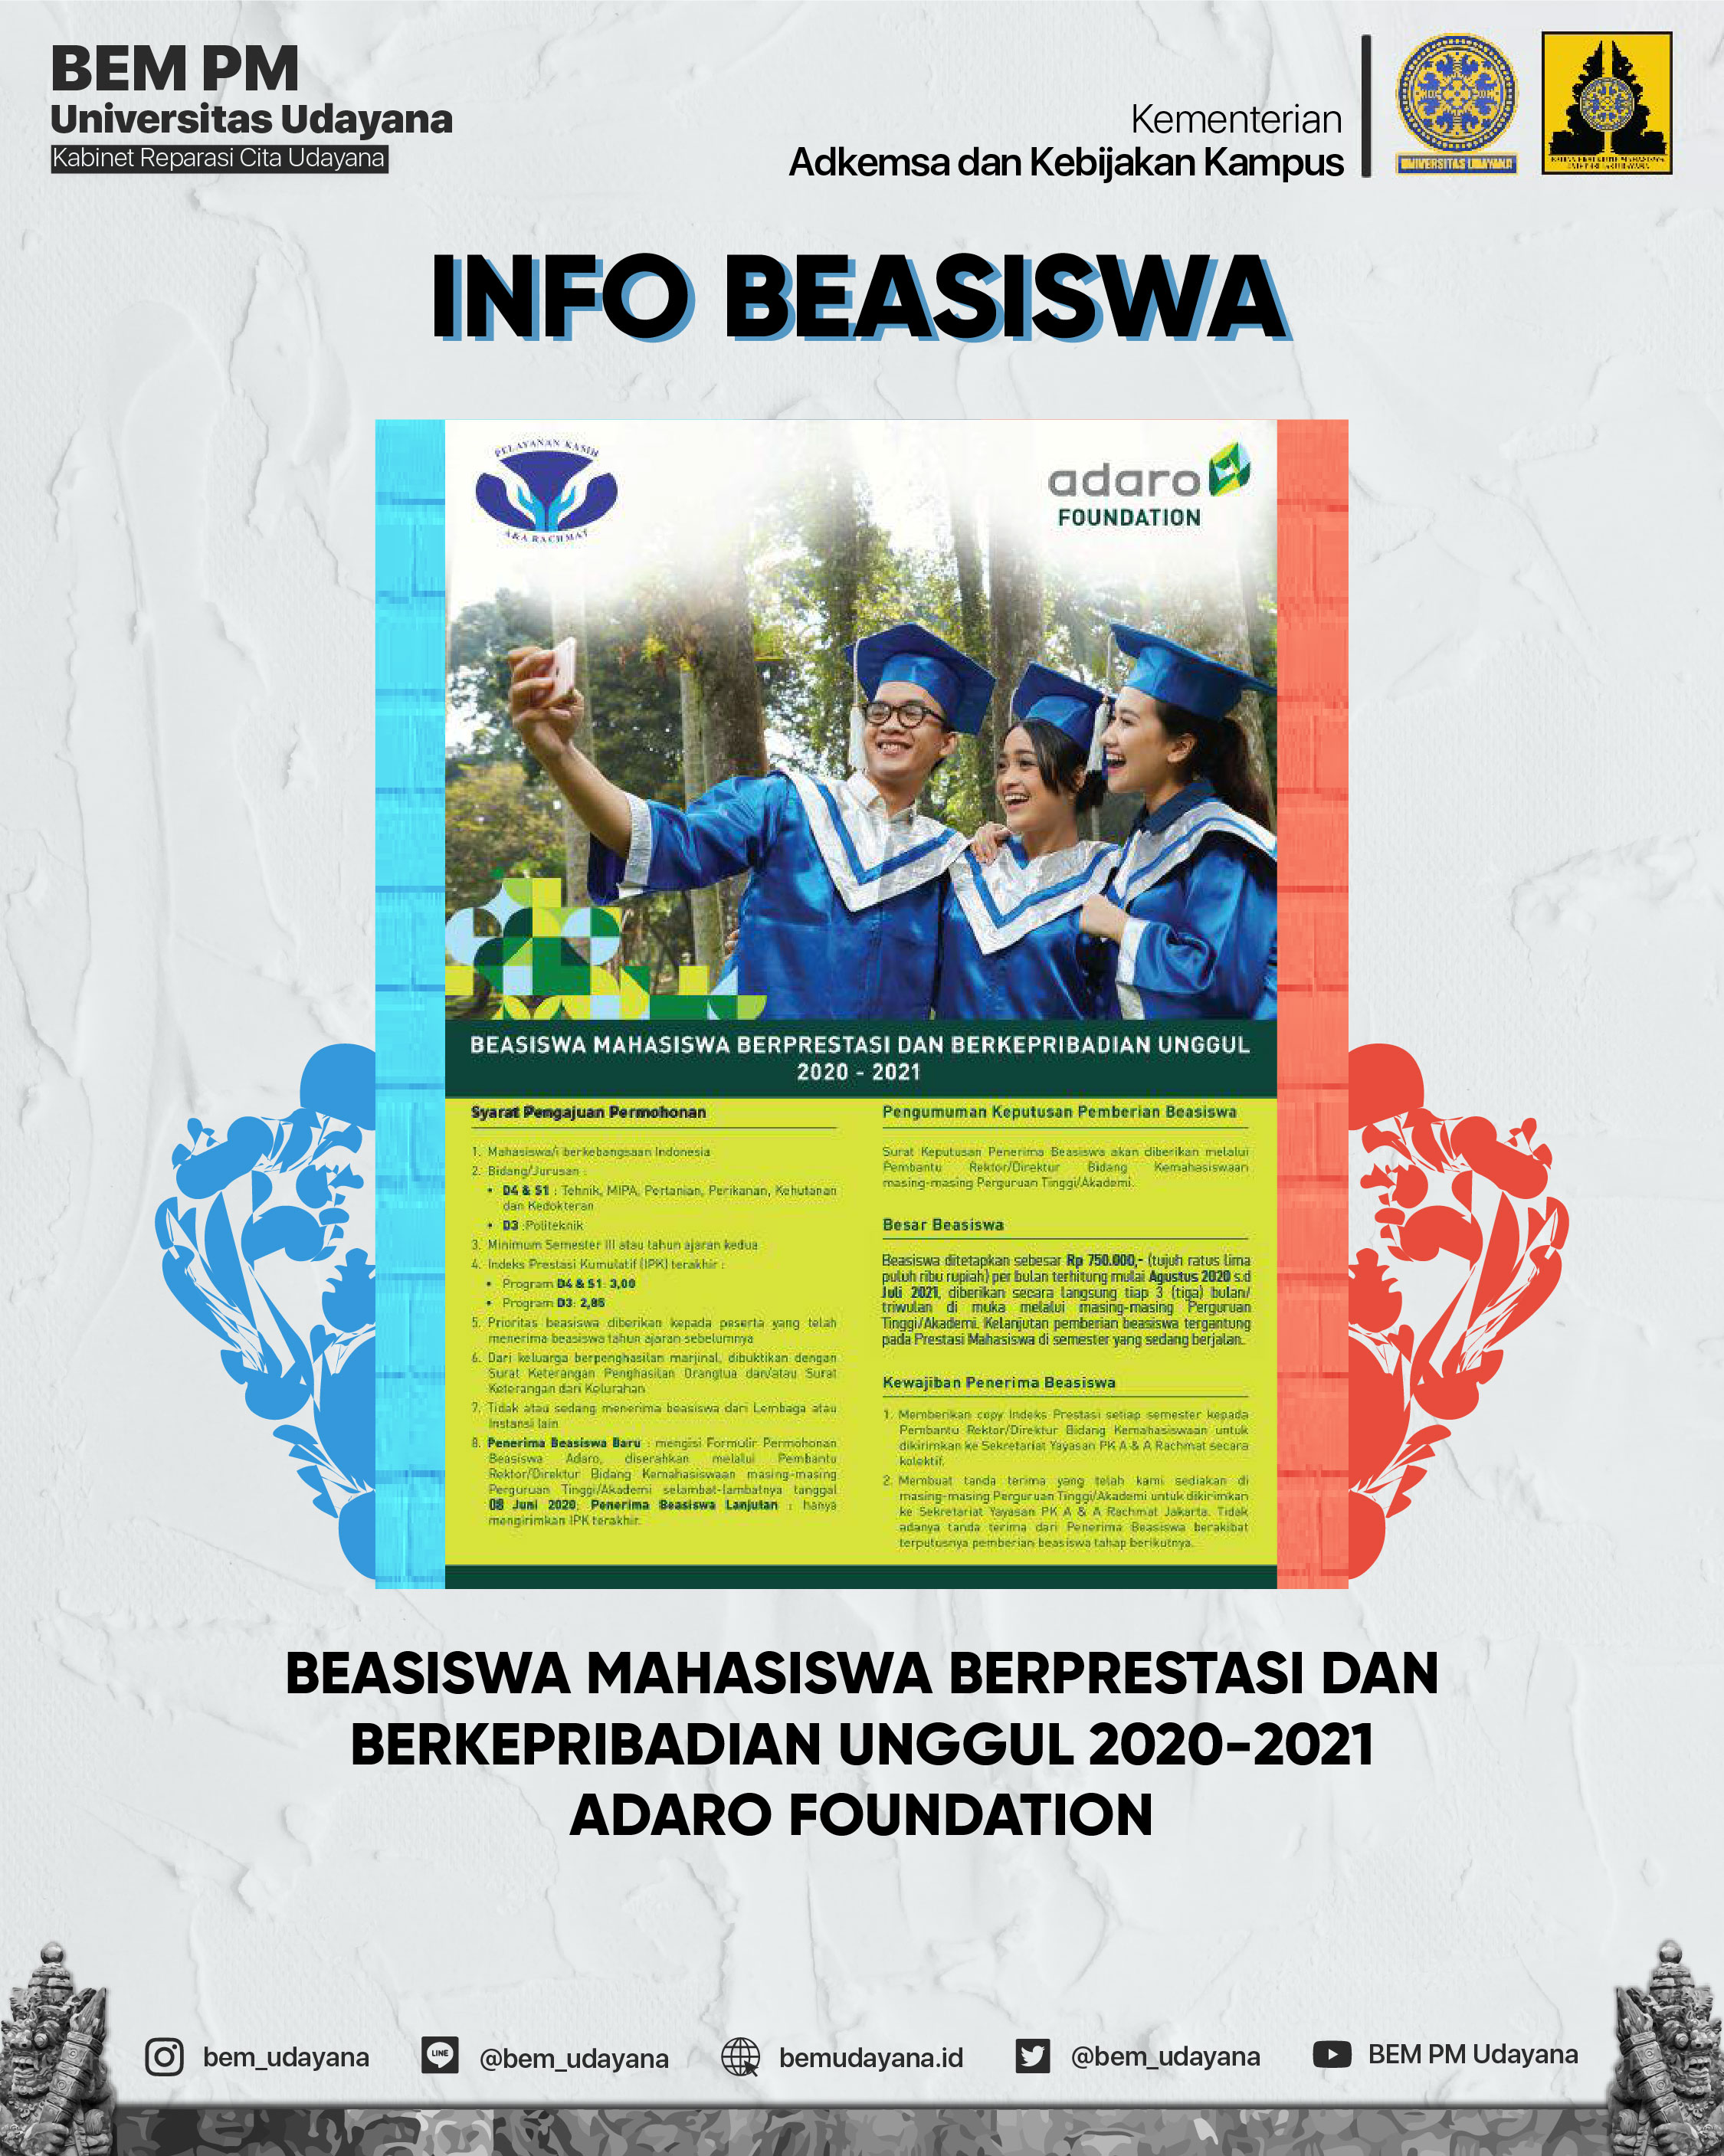 BEM PM
Universitas Udayana
Kabinet Reparasi Cita Udayana
Kementerian
Adkemsa dan Kebijakan Kampus
UNIVERSITAS UDAYANA
INFO BEASISWA
PELAYANAN KASIH
A&A RACHMAT
adaro
FOUNDATION
BEASISWA MAHASISWA BERPRESTASI DAN BERKEPRIBADIAN UNGGUL
2020 - 2021
Syarat Pengajuan Permohonan
1. Mahasiswa/i berkebangsaan Indonesia
2. Bidang/Jurusan :
• D4 & S1 : Tehnik, MIPA, Pertanian, Perikanan, Kehutanan
dan Kedokteran
• D3 :Politeknik
3. Minimum Semester III atau tahun ajaran kedua
4. Indeks Prestasi Kumulatif (IPK) terakhir :
• Program D4 & S1: 3,00
• Program D3: 2,85
5. Prioritas beasiswa diberikan kepada peserta yang telah
menerima beasiswa tahun ajaran sebelumnya
6. Dari keluarga berpenghasilan marjinal, dibuktikan dengan
Surat Keterangan Penghasilan Orangtua dan/atau Surat
Keterangan dari Kelurahan
7. Tidak atau sedang menerima beasiswa dari Lembaga atau
Instansi lain
8. Penerima Beasiswa Baru : mengisi Formulir Permohonan
Beasiswa Adaro, diserahkan melalui Pembantu
Rektor/Direktur Bidang Kemahasiswaan masing-masing
Perguruan Tinggi/Akademi selambat-lambatnya tanggal
08 Juni 2020; Penerima Beasiswa Lanjutan : hanya
mengirimkan IPK terakhir.
Pengumuman Keputusan Pemberian Beasiswa
Surat Keputusan Penerima Beasiswa akan diberikan melalui
Pembantu Rektor/Direktur Bidang Kemahasiswaan
masing-masing Perguruan Tinggi/Akademi.
Besar Beasiswa
Beasiswa ditetapkan sebesar Rp 750.000,- (tujuh ratus lima
puluh ribu rupiah) per bulan terhitung mulai Agustus 2020 s.d
Juli 2021, diberikan secara langsung tiap 3 (tiga) bulan/
triwulan di muka melalui masing-masing Perguruan
Tinggi/Akademi. Kelanjutan pemberian beasiswa tergantung
pada Prestasi Mahasiswa di semester yang sedang berjalan.
Kewajiban Penerima Beasiswa
1. Memberikan copy Indeks Prestasi setiap semester kepada
Pembantu Rektor/Direktur Bidang Kemahasiswaan untuk
dikirimkan ke Sekretariat Yayasan PK A & A Rachmat secara
kolektif.
2. Membuat tanda terima yang telah kami sediakan di
masing-masing Perguruan Tinggi/Akademi untuk dikirimkan
ke Sekretariat Yayasan PK A & A Rachmat Jakarta. Tidak
adanya tanda terima dari Penerima Beasiswa berakibat
terputusnya pemberian beasiswa tahap berikutnya.
BEASISWA MAHASISWA BERPRESTASI DAN
BERKEPRIBADIAN UNGGUL 2020-2021
ADARO FOUNDATION
bem_udayana
LINE
@bem_udayana
bemudayana.id
@bem_udayana
BEM PM Udayana